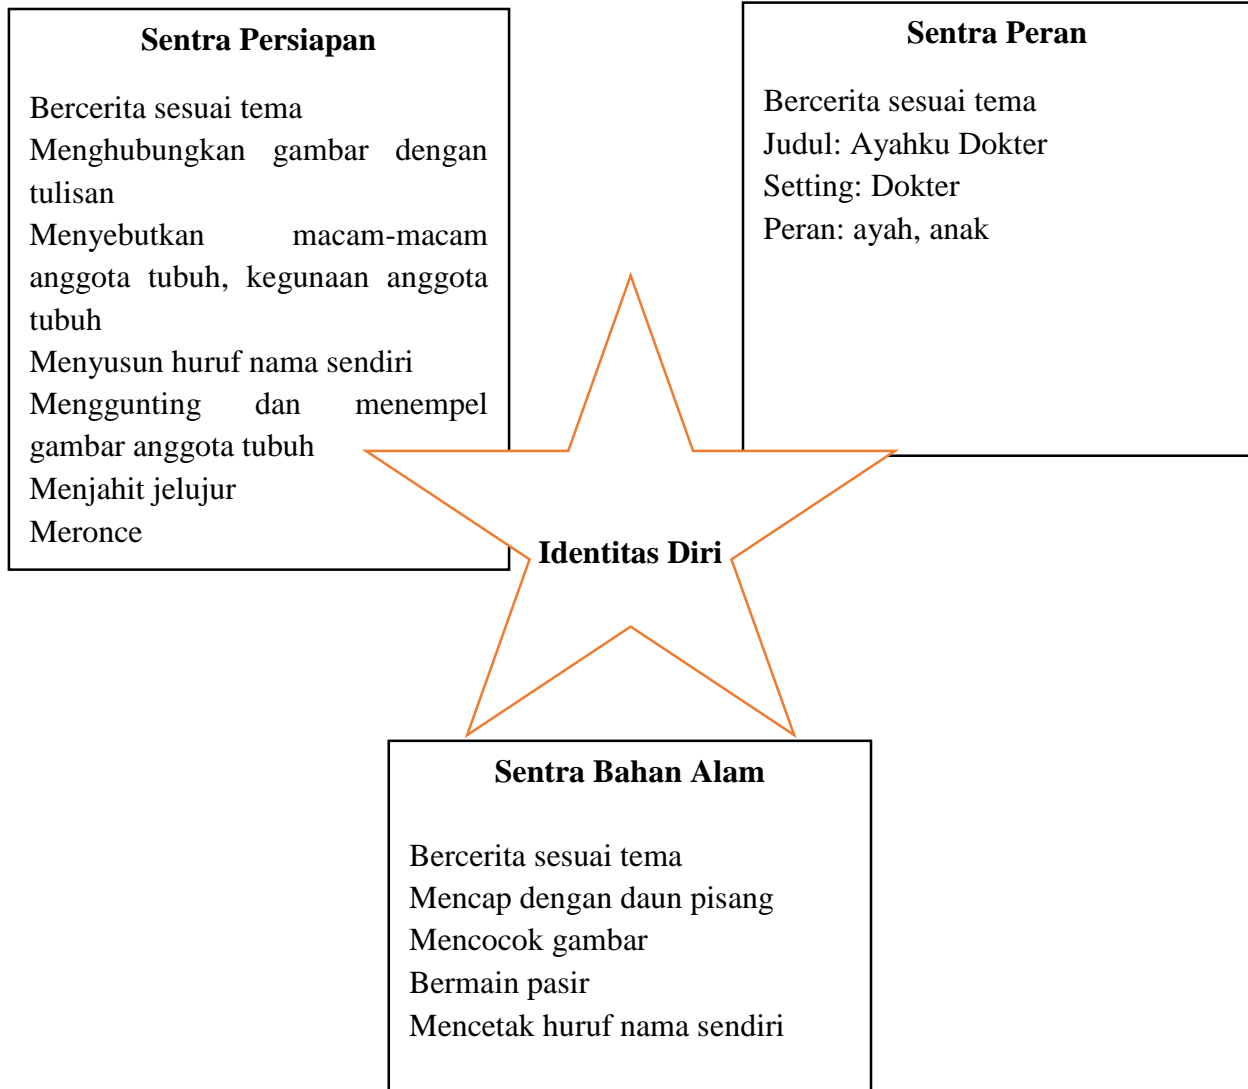 Sentra Persiapan
Bercerita sesuai tema
Menghubungkan gambar dengan
tulisan
Menyebutkan macam-macam
anggota tubuh, kegunaan anggota
tubuh
Menyusun huruf nama sendiri
Menggunting dan menempel
gambar anggota tubuh
Menjahit jelujur
Meronce
Sentra Peran
Bercerita sesuai tema
Judul: Ayahku Dokter
Setting: Dokter
Peran: ayah, anak
Identitas Diri
Sentra Bahan Alam
Bercerita sesuai tema
Mencap dengan daun pisang
Mencocok gambar
Bermain pasir
Mencetak huruf nama sendiri